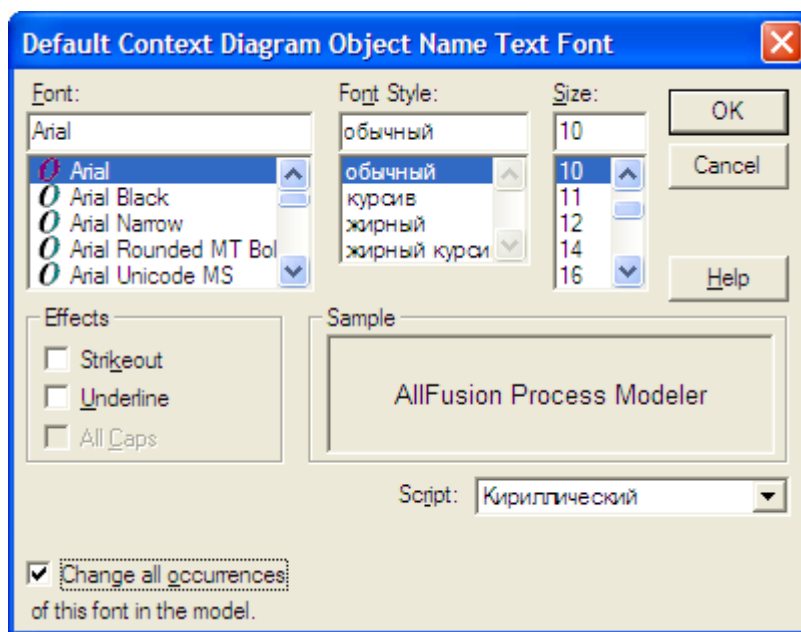 Default Context Diagram Object Name Text Font
Font:
Arial
Arial
Arial Black
Arial Narrow
Arial Rounded MT Bol
Arial Unicode MS
Font Style:
обычный
обычный
курсив
жирный
жирный курси
Size:
10
10
11
12
14
16
OK
Cancel
Help
Effects
Strikeout
Underline
All Caps
Sample
AllFusion Process Modeler
Script:
Кириллический
Change all occurrences
of this font in the model.